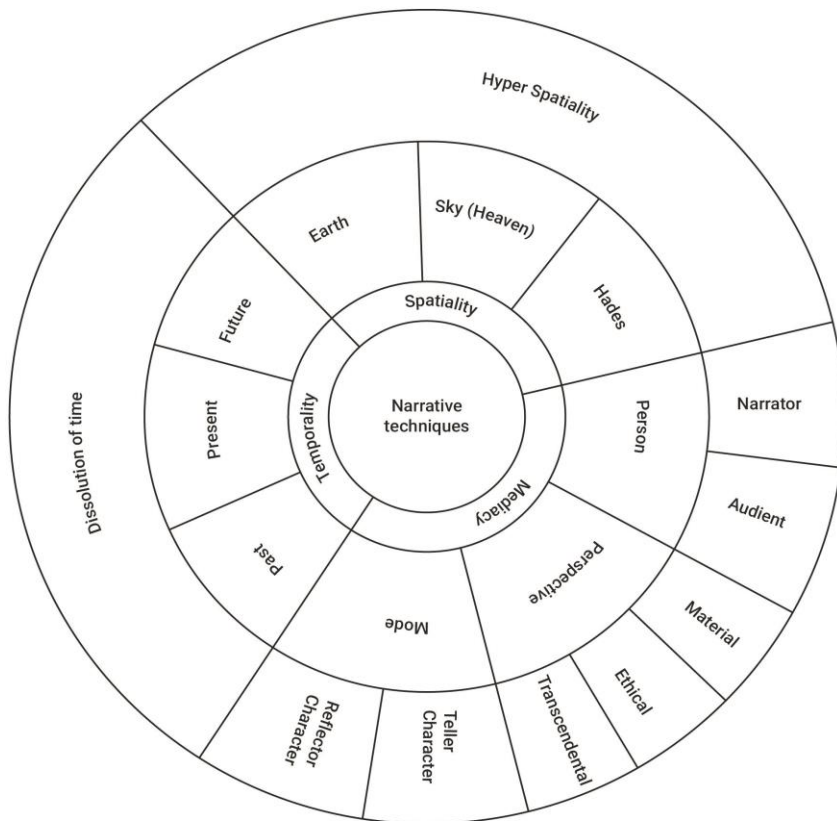 Hyper Spatiality
Sky (Heaven)
Earth
Hades
Spatiality
Future
Narrative
techniques
Person
Narrator
Temporality
Present
Dissolution of time
Mediacy
Audient
Past
Perspective
Material
Mode
Ethical
Transcendental
Teller
Character
Reflector
Character